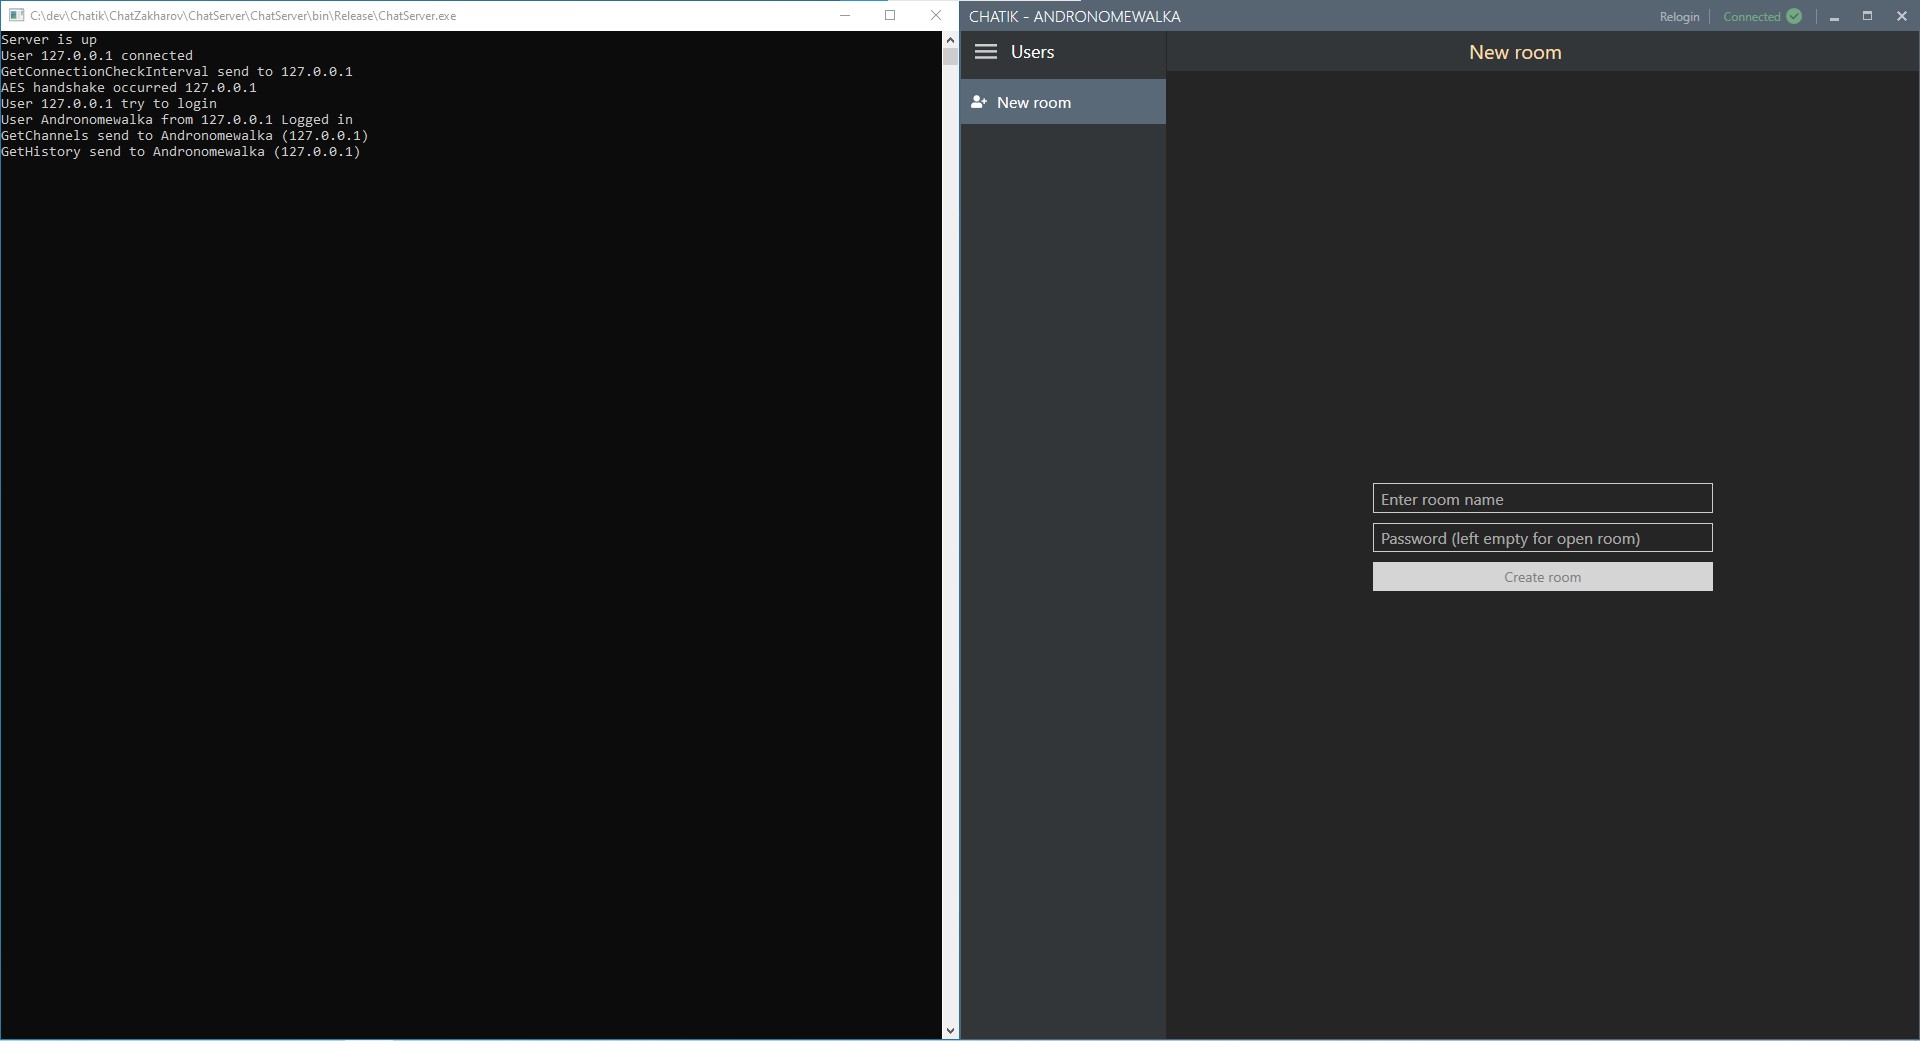 C:\dev\Chatik\ChatZakharov\ChatServer\ChatServer\bin\Release\ChatServer.exe
Server is up
User 127.0.0.1 connected
GetConnectionCheckInterval send to 127.0.0.1
AES handshake occurred 127.0.0.1
User 127.0.0.1 try to login
User Andronomewalka from 127.0.0.1 Logged in
GetChannels send to Andronomewalka (127.0.0.1)
GetHistory send to Andronomewalka (127.0.0.1)
CHATIK - ANDRONOMEWALKA
Relogin
Connected
Users
New room
New room
Enter room name
Password (left empty for open room)
Create room